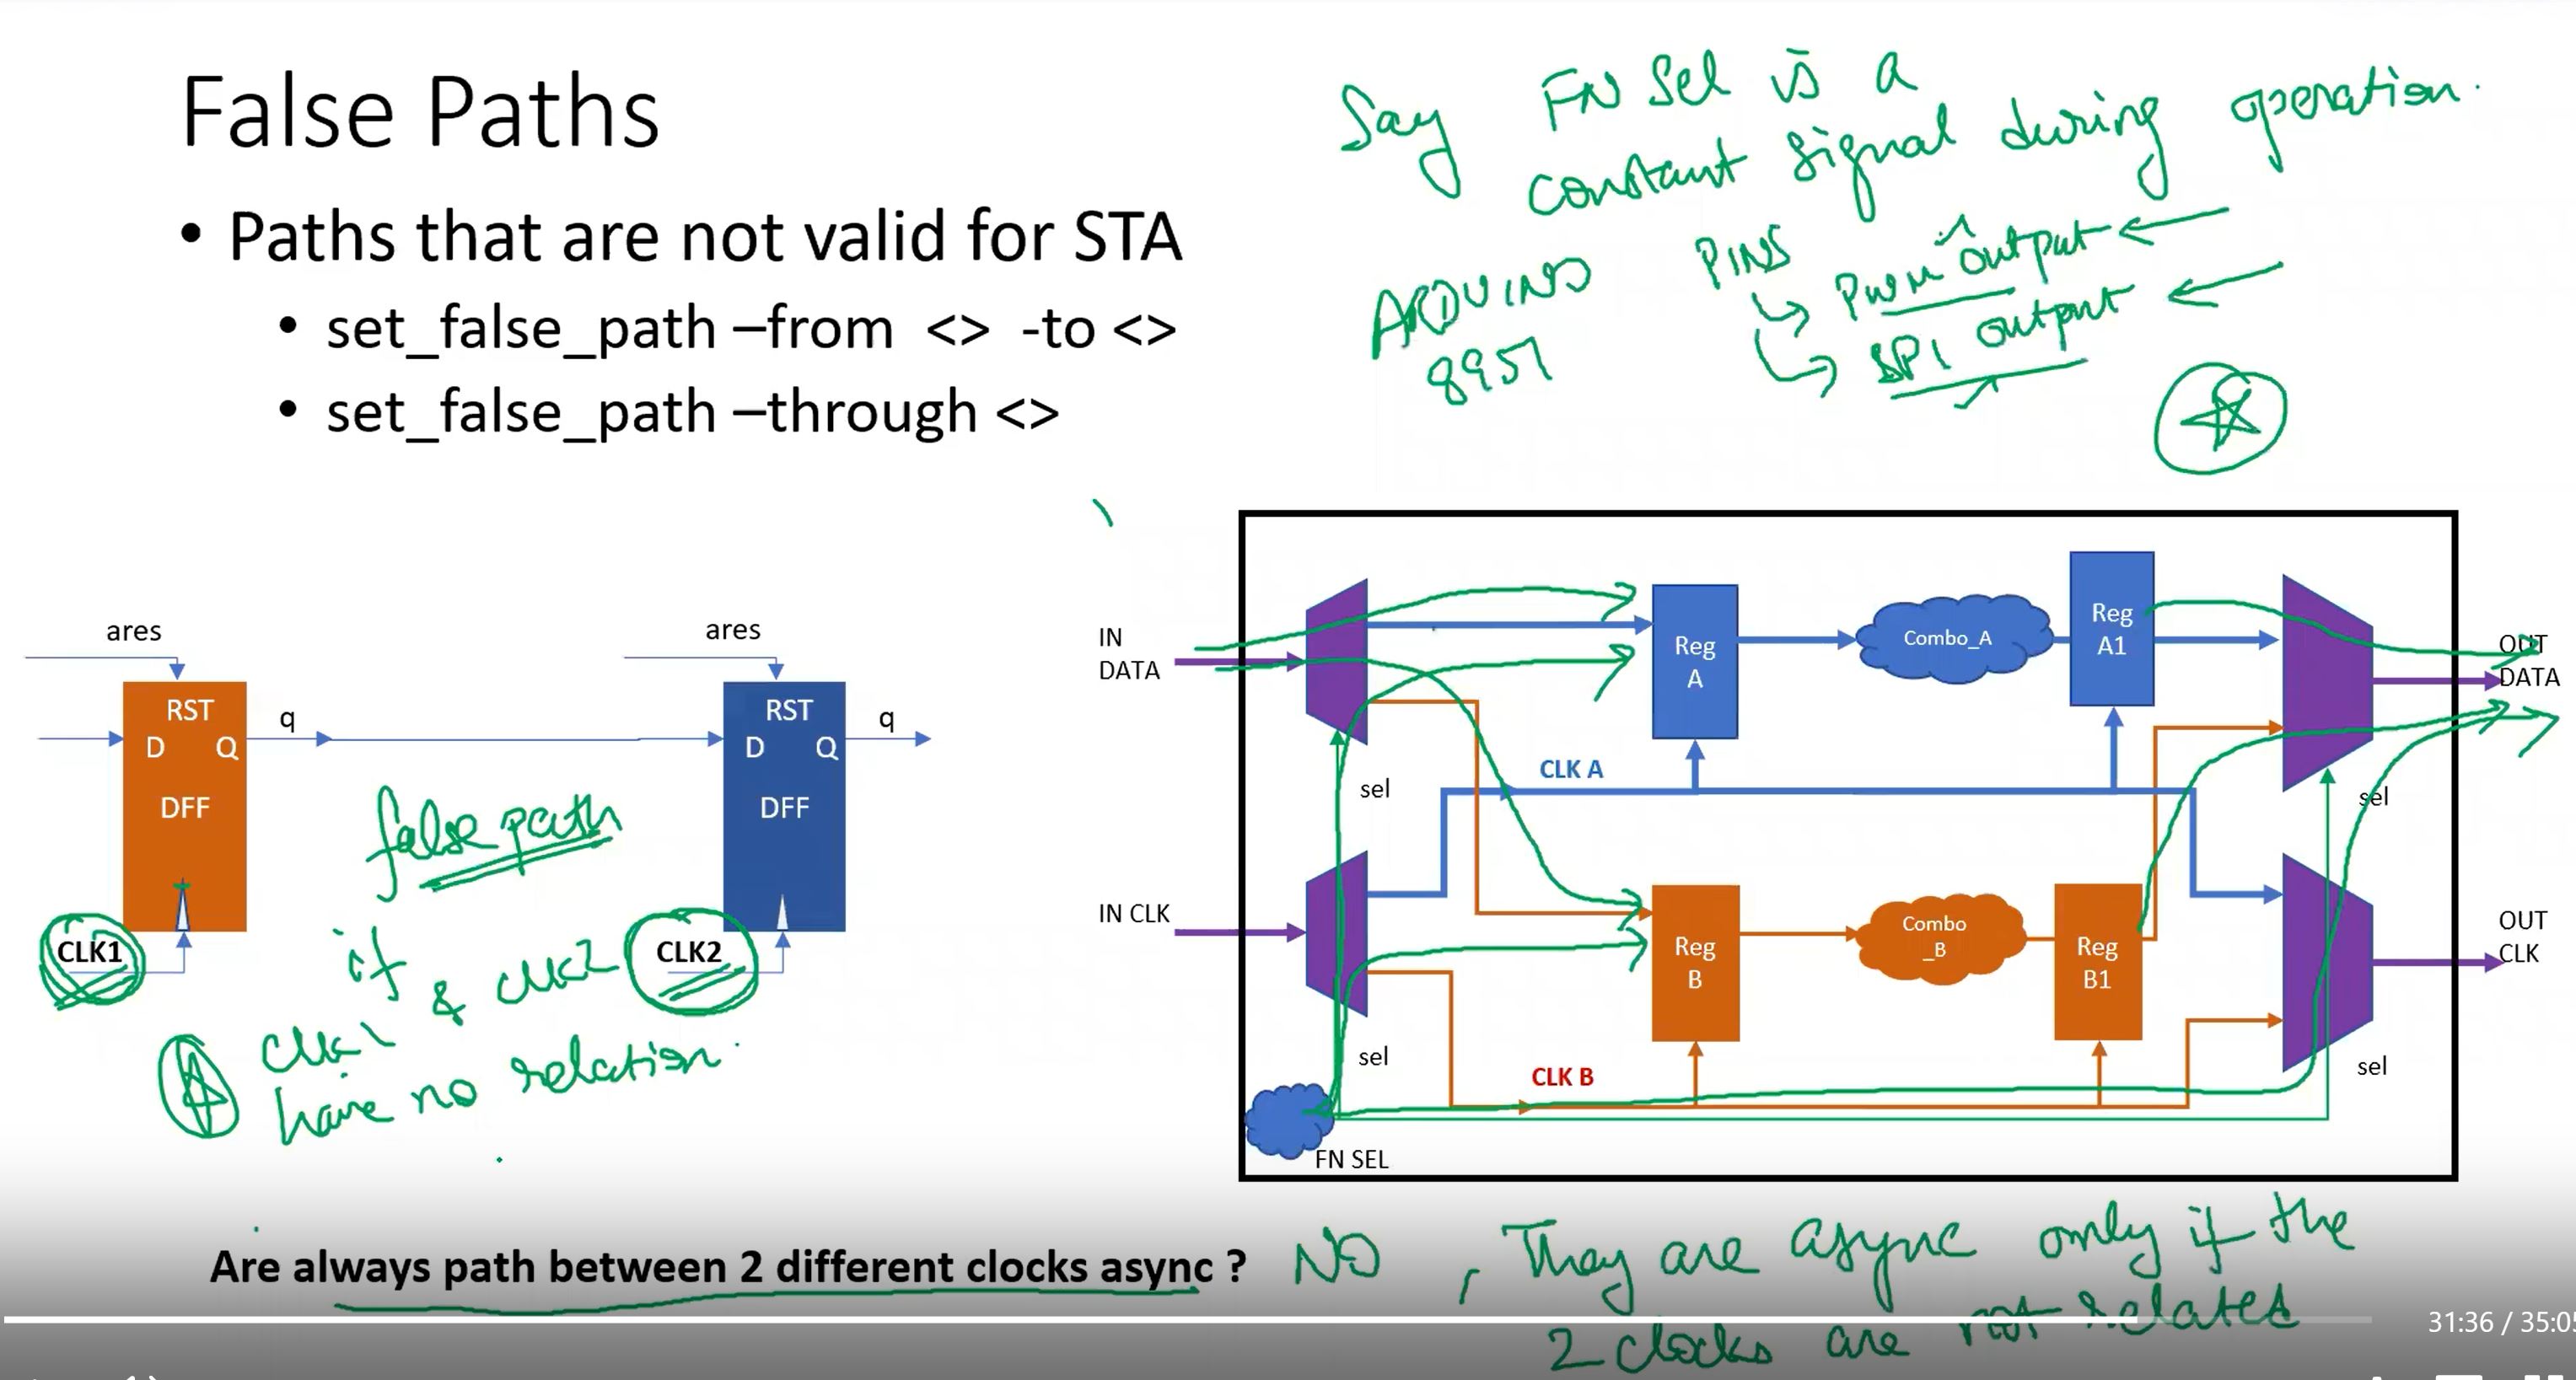 False Paths
• Paths that are not valid for STA
• set_false_path –from <> -to <>
• set_false_path –through <>
Say FN Sel is a
constant signal during operation.
ARDUINO
8951
PINS
PWM output
SPI output
ares
RST
D Q
DFF
q
CLK1
ares
RST
D Q
DFF
q
CLK2
false path
if
clk1 & clk2
have no relation.
IN
DATA
IN CLK
sel
sel
FN SEL
Reg
A
Combo_A
Reg
A1
CLK A
Reg
B
Combo
_B
Reg
B1
CLK B
sel
sel
OUT
DATA
OUT
CLK
Are always path between 2 different clocks async ?
NO, They are async only if the
2 clocks are not related
31:36 / 35:05